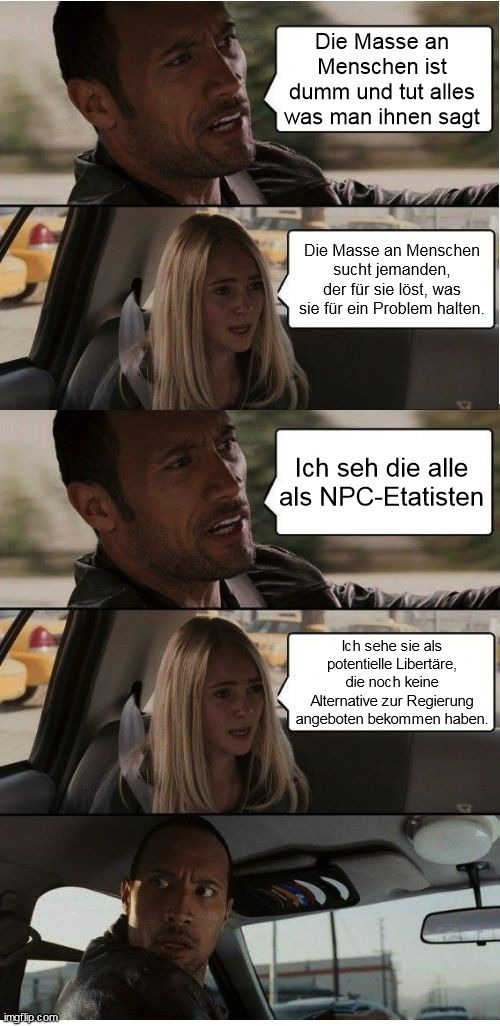 Die Masse an
Menschen ist
dumm und tut alles
was man ihnen sagt
Die Masse an Menschen
sucht jemanden,
der für sie löst, was
sie für ein Problem halten.
Ich seh die alle
als NPC-Etatisten
Ich sehe sie als
potentielle Libertäre,
die noch keine
Alternative zur Regierung
angeboten bekommen haben.
imgflip.com